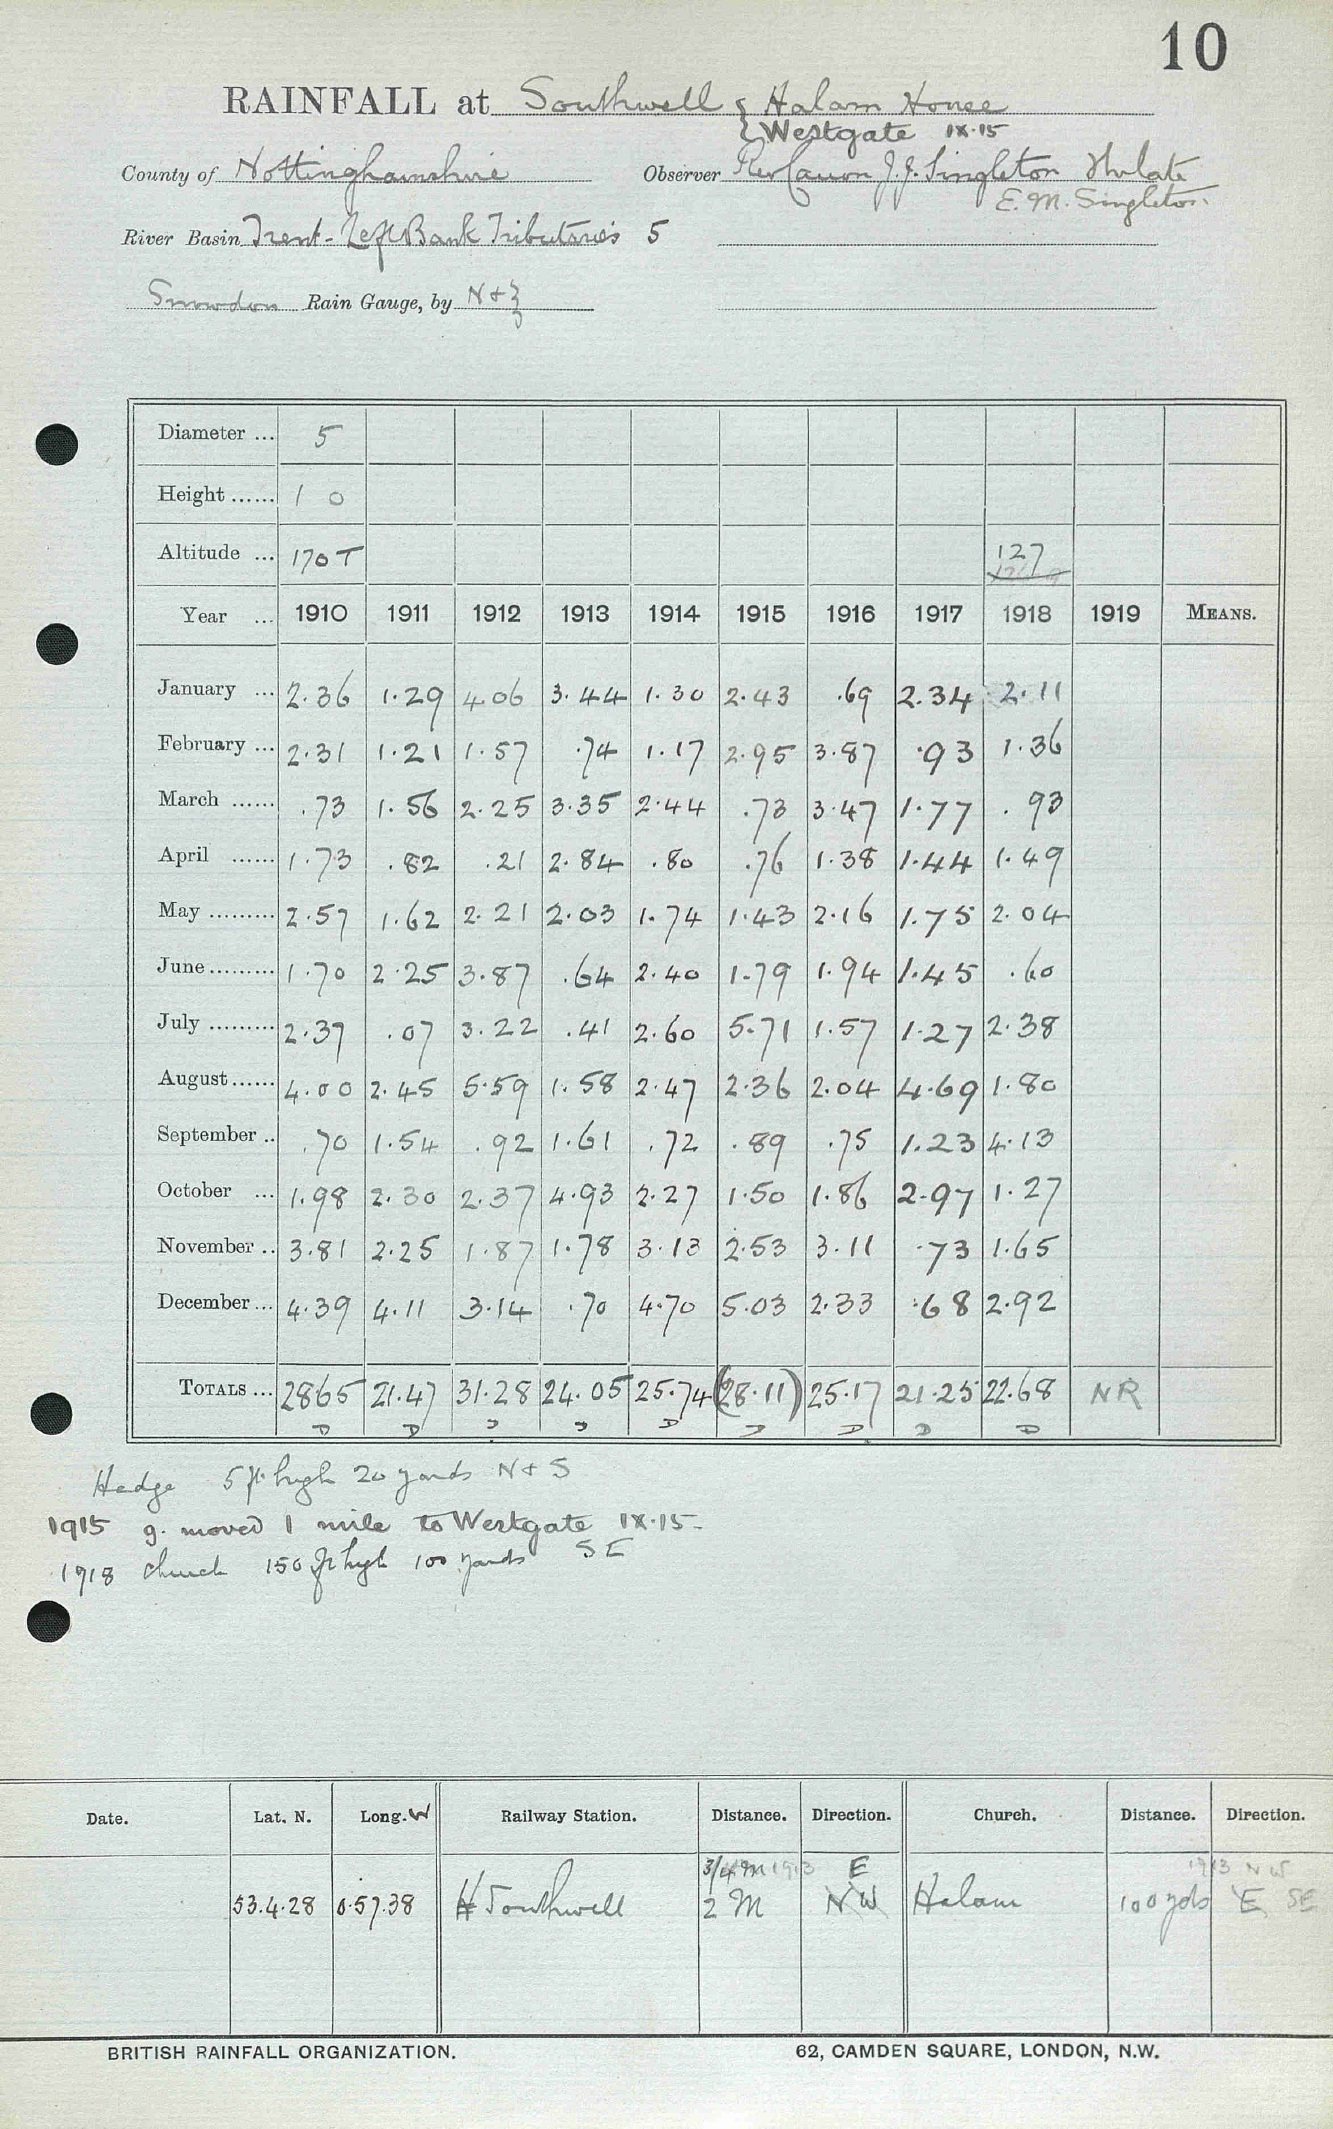 10
RAINFALL at Southwell { Halam House
{ Westgate IX.15
County of Nottinghamshire Observer Rev Canon J.J. Singleton
E.M. Singleton.
River Basin Trent - Left Bank Tributaries 5
Snowdon Rain Gauge, by N & Z
Diameter ... 5
Height ...... 1 0
Altitude ... 170 T 127
Year ... 1910 1911 1912 1913 1914 1915 1916 1917 1918 1919 MEANS.
January ... 2.36 1.29 4.06 3.44 1.30 2.43 .69 2.34 2.11
February ... 2.31 1.21 1.57 .74 1.17 2.95 3.87 .93 1.36
March ...... .73 1.56 2.25 3.35 2.44 .73 3.47 1.77 .93
April ...... 1.73 .82 .21 2.84 .80 .76 1.38 1.44 1.49
May ......... 2.57 1.62 2.21 2.03 1.74 1.43 2.16 1.75 2.04
June ......... 1.70 2.25 3.87 .64 2.40 1.79 1.94 1.45 .60
July ......... 2.37 .07 3.22 .41 2.60 5.71 1.57 1.27 2.38
August ...... 4.00 2.45 5.59 1.58 2.47 2.36 2.04 4.69 1.80
September .. .70 1.54 .92 1.61 .72 .89 .75 1.23 4.13
October ... 1.98 2.30 2.37 4.93 2.27 1.50 1.86 2.97 1.27
November .. 3.81 2.25 1.87 1.78 3.13 2.53 3.11 .73 1.65
December ... 4.39 4.11 3.14 .70 4.70 5.03 2.33 .68 2.92
TOTALS ... 28.65 21.47 31.28 24.05 25.74 (28.11) 25.17 21.25 22.68 NR
D D D D D D D D D
Hedge 5 ft. high 20 yards N & S
1915 g. moved 1 mile to Westgate IX.15-
1918 church 150 ft high 100 yards SE
Date. Lat. N. Long. W Railway Station. Distance. Direction. Church. Distance. Direction.
3/4 M 1913 E 1913 NW
53.4.28 0.57.38 Southwell 2 M NW Halam 100 yds E SE
BRITISH RAINFALL ORGANIZATION. 62, CAMDEN SQUARE, LONDON, N.W.